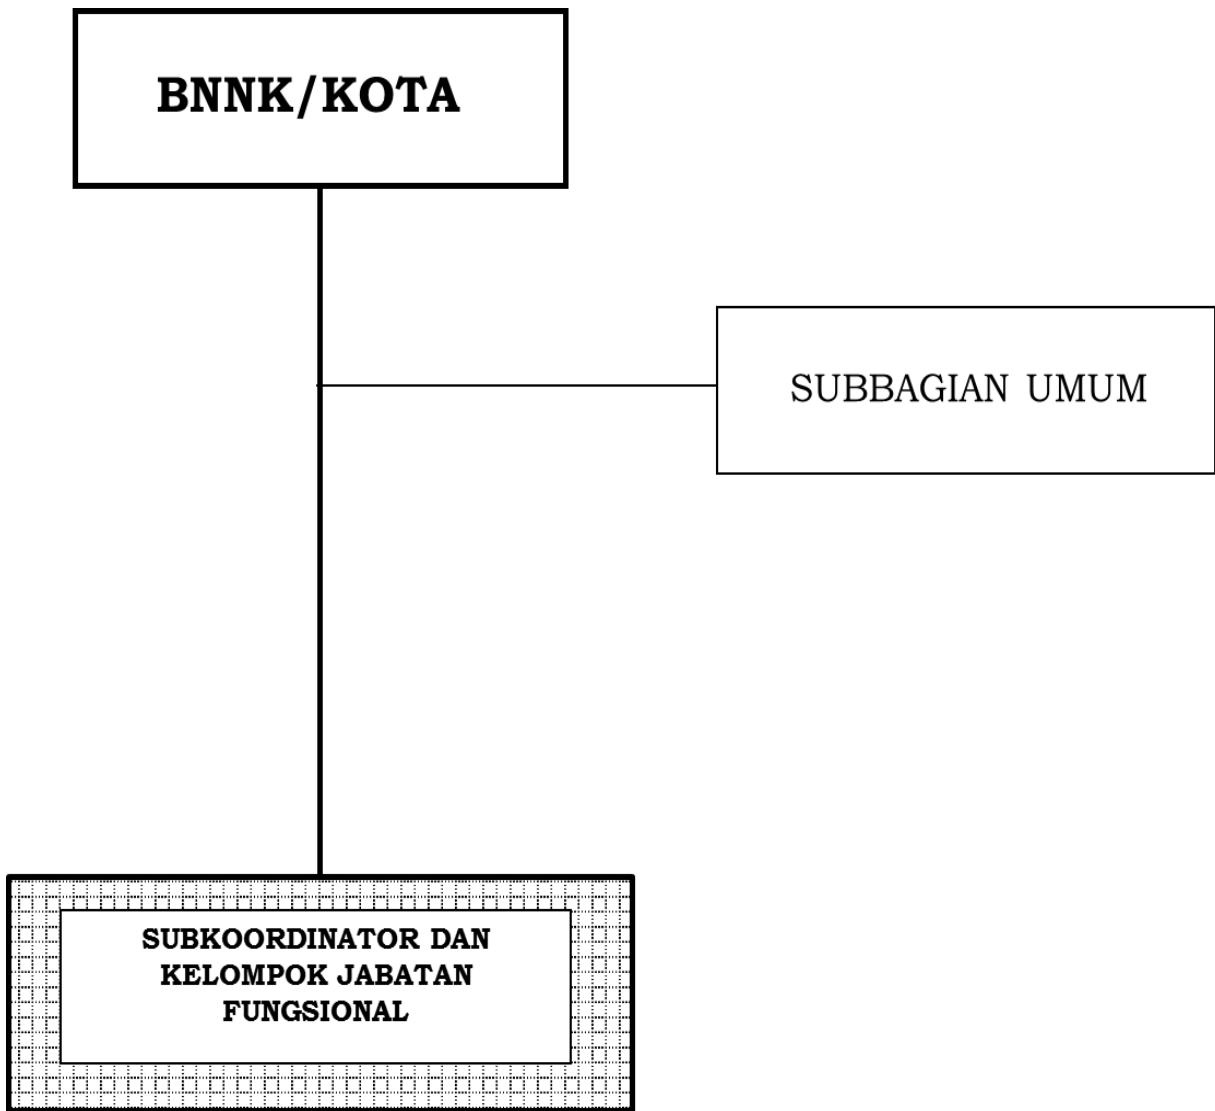 BNNK/KOTA
SUBBAGIAN UMUM
SUBKOORDINATOR DAN
KELOMPOK JABATAN
FUNGSIONAL